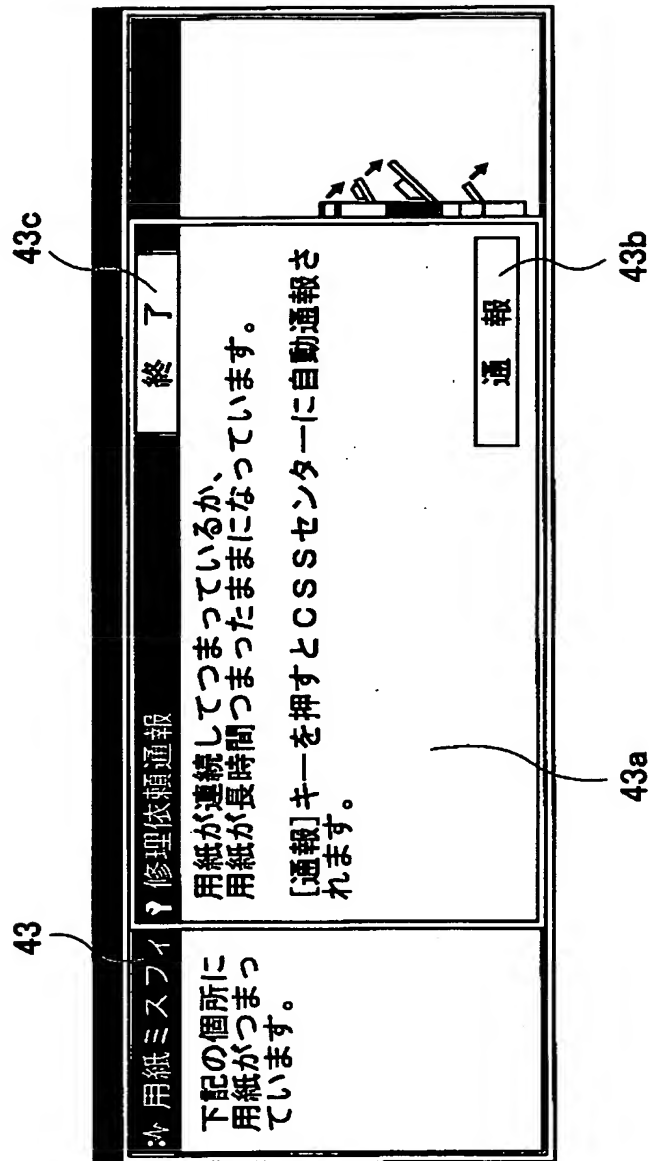 43
43c
用紙ミスフィ
修理依頼通報
終 了
下記の個所に
用紙がつまっ
ています。
用紙が連続してつまっているか、
用紙が長時間つまったままになっています。
[通報]キーを押すとCSSセンターに自動通報さ
れます。
通 報
43a
43b